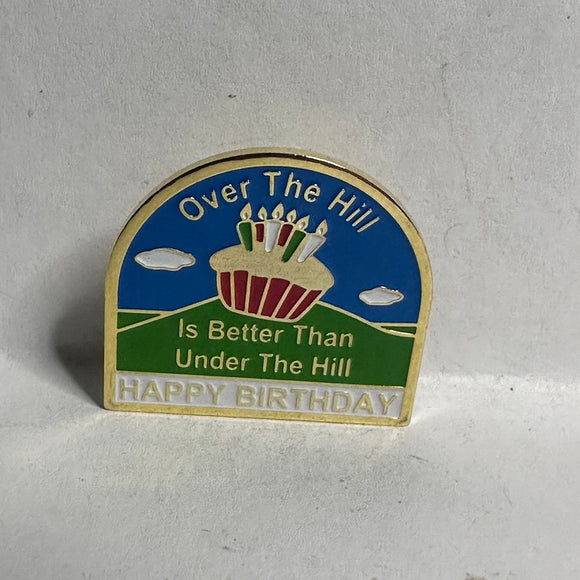 Over The Hill
Is Better Than
Under The Hill
HAPPY BIRTHDAY